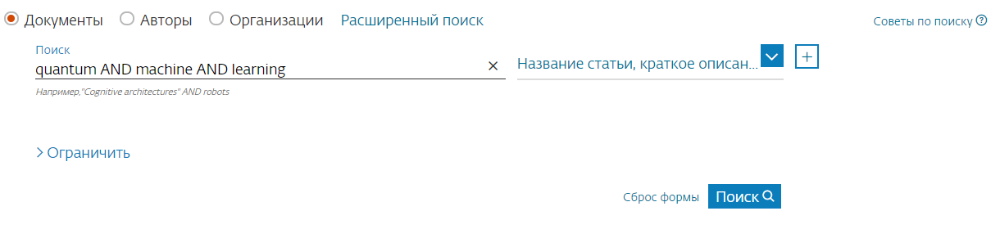 Документы Авторы Организации Расширенный поиск Советы по поиску
Поиск
quantum AND machine AND learning Название статьи, краткое описан...
Например,"Cognitive architectures" AND robots
Ограничить
Сброс формы Поиск